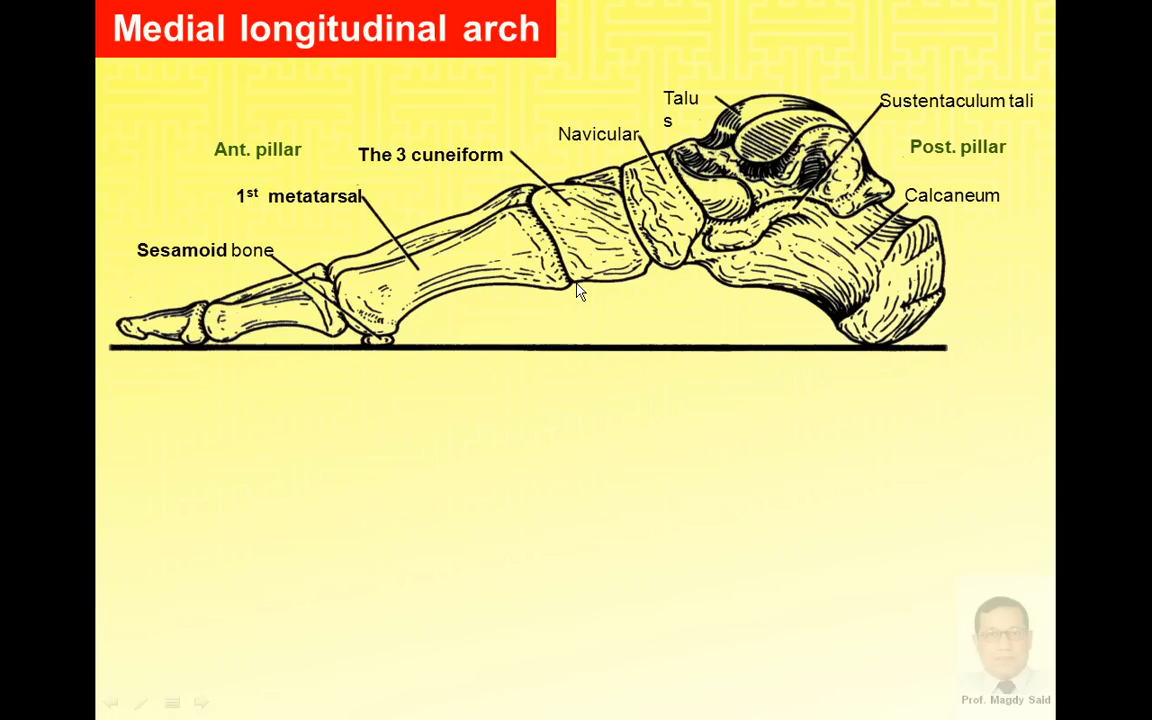 Medial longitudinal arch
Talu
s
Sustentaculum tali
Navicular
Ant. pillar
The 3 cuneiform
Post. pillar
1st metatarsal
Calcaneum
Sesamoid bone
Prof. Magdy Said